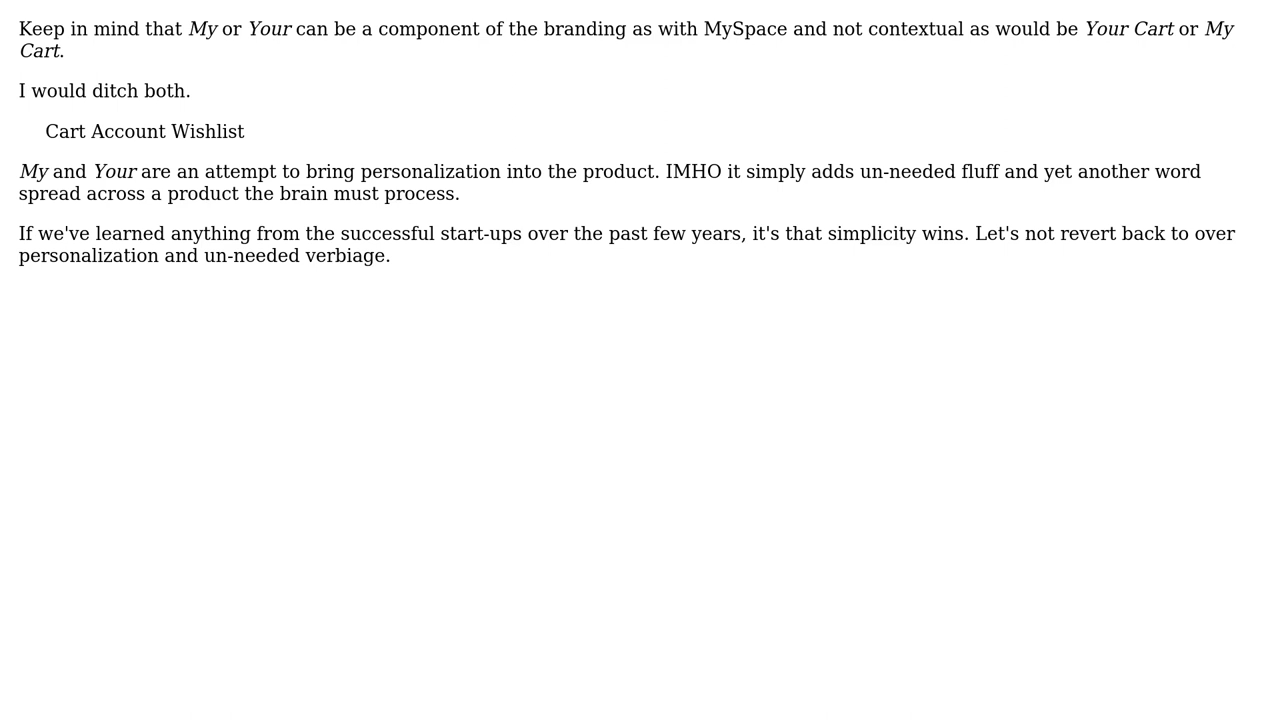 Keep in mind that My or Your can be a component of the branding as with MySpace and not contextual as would be Your Cart or My
Cart.
I would ditch both.
Cart Account Wishlist
My and Your are an attempt to bring personalization into the product. IMHO it simply adds un-needed fluff and yet another word
spread across a product the brain must process.
If we've learned anything from the successful start-ups over the past few years, it's that simplicity wins. Let's not revert back to over
personalization and un-needed verbiage.